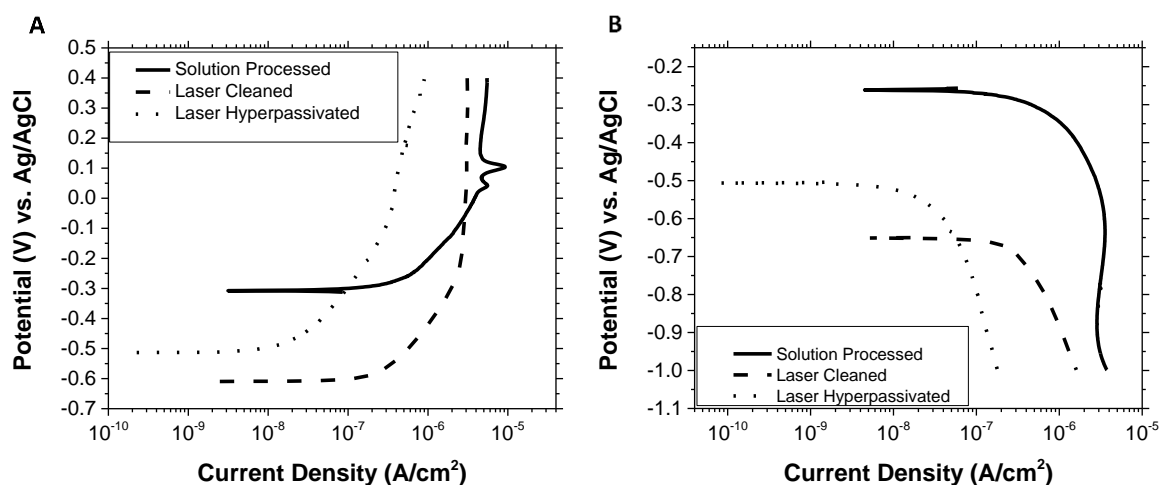 A
0.5
0.4
0.3
0.2
0.1
0.0
-0.1
-0.2
-0.3
-0.4
-0.5
-0.6
-0.7
Potential (V) vs. Ag/AgCl
Solution Processed
Laser Cleaned
Laser Hyperpassivated
10⁻¹⁰ 10⁻⁹ 10⁻⁸ 10⁻⁷ 10⁻⁶ 10⁻⁵
Current Density (A/cm²)
B
-0.2
-0.3
-0.4
-0.5
-0.6
-0.7
-0.8
-0.9
-1.0
-1.1
Potential (V) vs. Ag/AgCl
Solution Processed
Laser Cleaned
Laser Hyperpassivated
10⁻¹⁰ 10⁻⁹ 10⁻⁸ 10⁻⁷ 10⁻⁶ 10⁻⁵
Current Density (A/cm²)